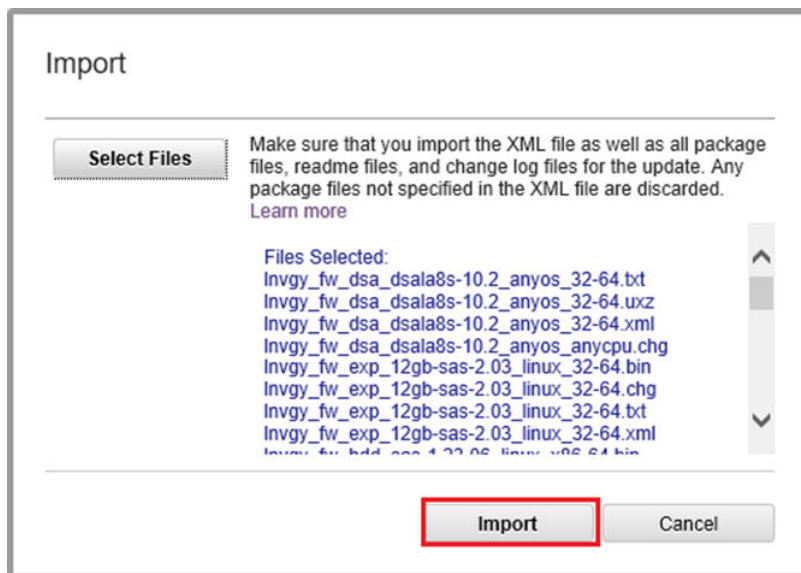 Import
Select Files
Make sure that you import the XML file as well as all package
files, readme files, and change log files for the update. Any
package files not specified in the XML file are discarded.
Learn more
Files Selected:
lnvgy_fw_dsa_dsala8s-10.2_anyos_32-64.txt
lnvgy_fw_dsa_dsala8s-10.2_anyos_32-64.uxz
lnvgy_fw_dsa_dsala8s-10.2_anyos_32-64.xml
lnvgy_fw_dsa_dsala8s-10.2_anyos_anycpu.chg
lnvgy_fw_exp_12gb-sas-2.03_linux_32-64.bin
lnvgy_fw_exp_12gb-sas-2.03_linux_32-64.chg
lnvgy_fw_exp_12gb-sas-2.03_linux_32-64.txt
lnvgy_fw_exp_12gb-sas-2.03_linux_32-64.xml
Import
Cancel